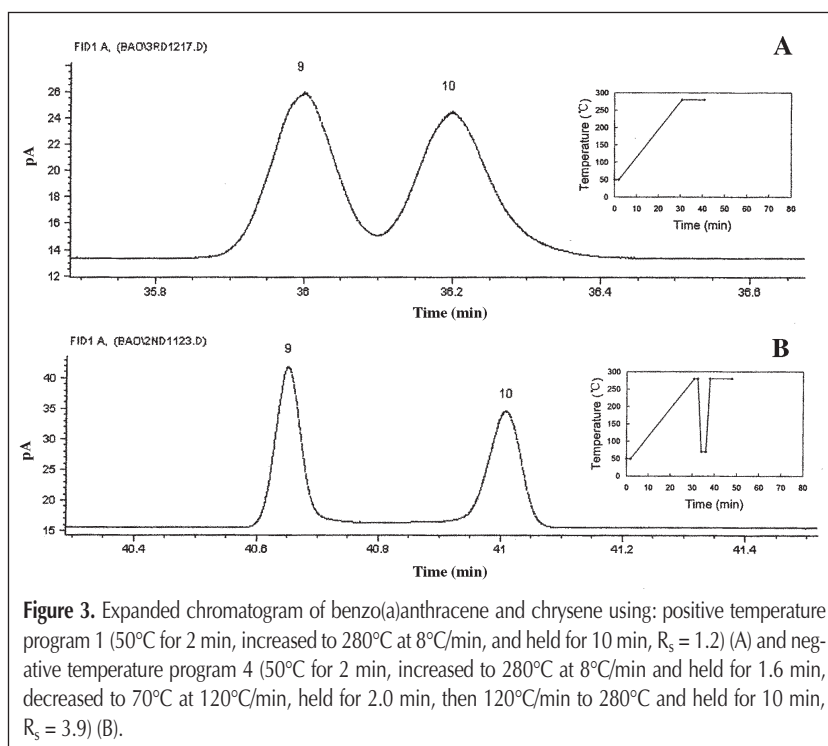 FID1 A, (BAO\3RD1217.D)
A
9
10
26
24
22
20
18
16
14
12
pA
35.8
36
36.2
36.4
36.6
Time (min)
300
250
200
150
100
50
0
Temperature (°C)
0 10 20 30 40 50 60 70 80
Time (min)
FID1 A, (BAO\2ND1123.D)
B
9
10
40
35
30
25
20
15
pA
40.4
40.6
40.8
41
41.2
41.4
Time (min)
300
250
200
150
100
50
0
Temperature (°C)
0 10 20 30 40 50 60 70 80
Time (min)
Figure 3. Expanded chromatogram of benzo(a)anthracene and chrysene using: positive temperature
program 1 (50°C for 2 min, increased to 280°C at 8°C/min, and held for 10 min, Rs = 1.2) (A) and neg-
ative temperature program 4 (50°C for 2 min, increased to 280°C at 8°C/min and held for 1.6 min,
decreased to 70°C at 120°C/min, held for 2.0 min, then 120°C/min to 280°C and held for 10 min,
Rs = 3.9) (B).